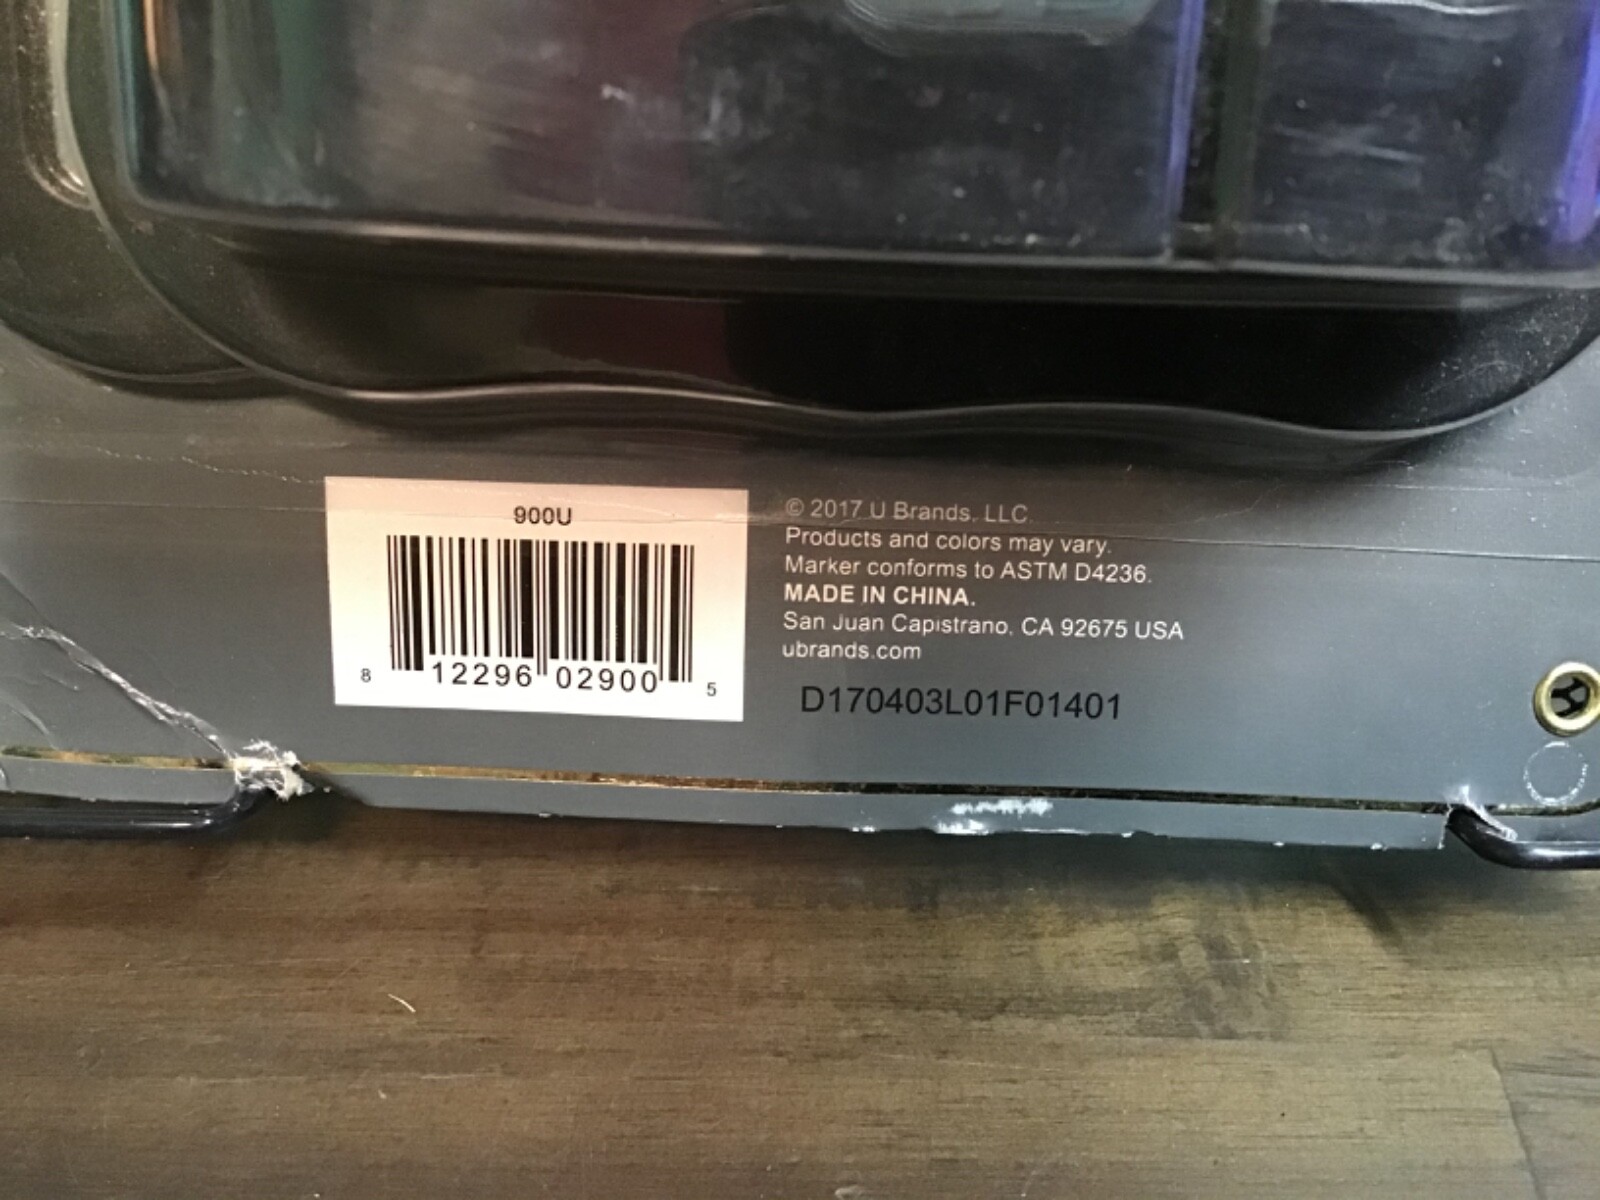 900U
8 12296 02900 5
© 2017 U Brands, LLC.
Products and colors may vary.
Marker conforms to ASTM D4236.
MADE IN CHINA.
San Juan Capistrano, CA 92675 USA
ubrands.com
D170403L01F01401